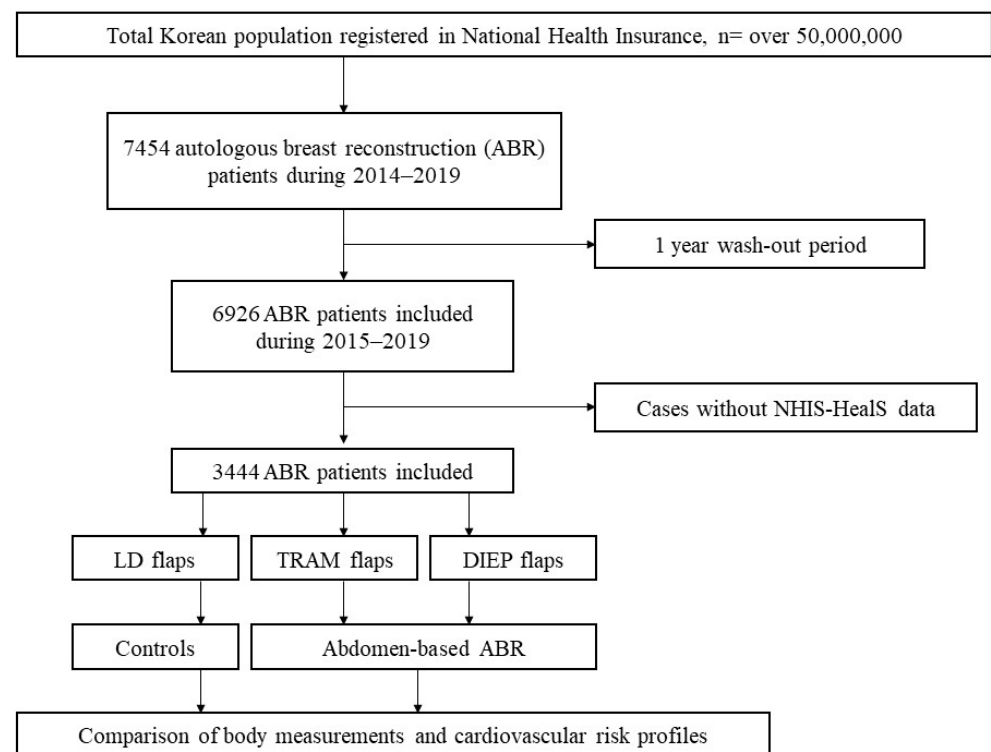 Total Korean population registered in National Health Insurance, n= over 50,000,000
7454 autologous breast reconstruction (ABR)
patients during 2014–2019
1 year wash-out period
6926 ABR patients included
during 2015–2019
Cases without NHIS-HealS data
3444 ABR patients included
LD flaps
TRAM flaps
DIEP flaps
Controls
Abdomen-based ABR
Comparison of body measurements and cardiovascular risk profiles